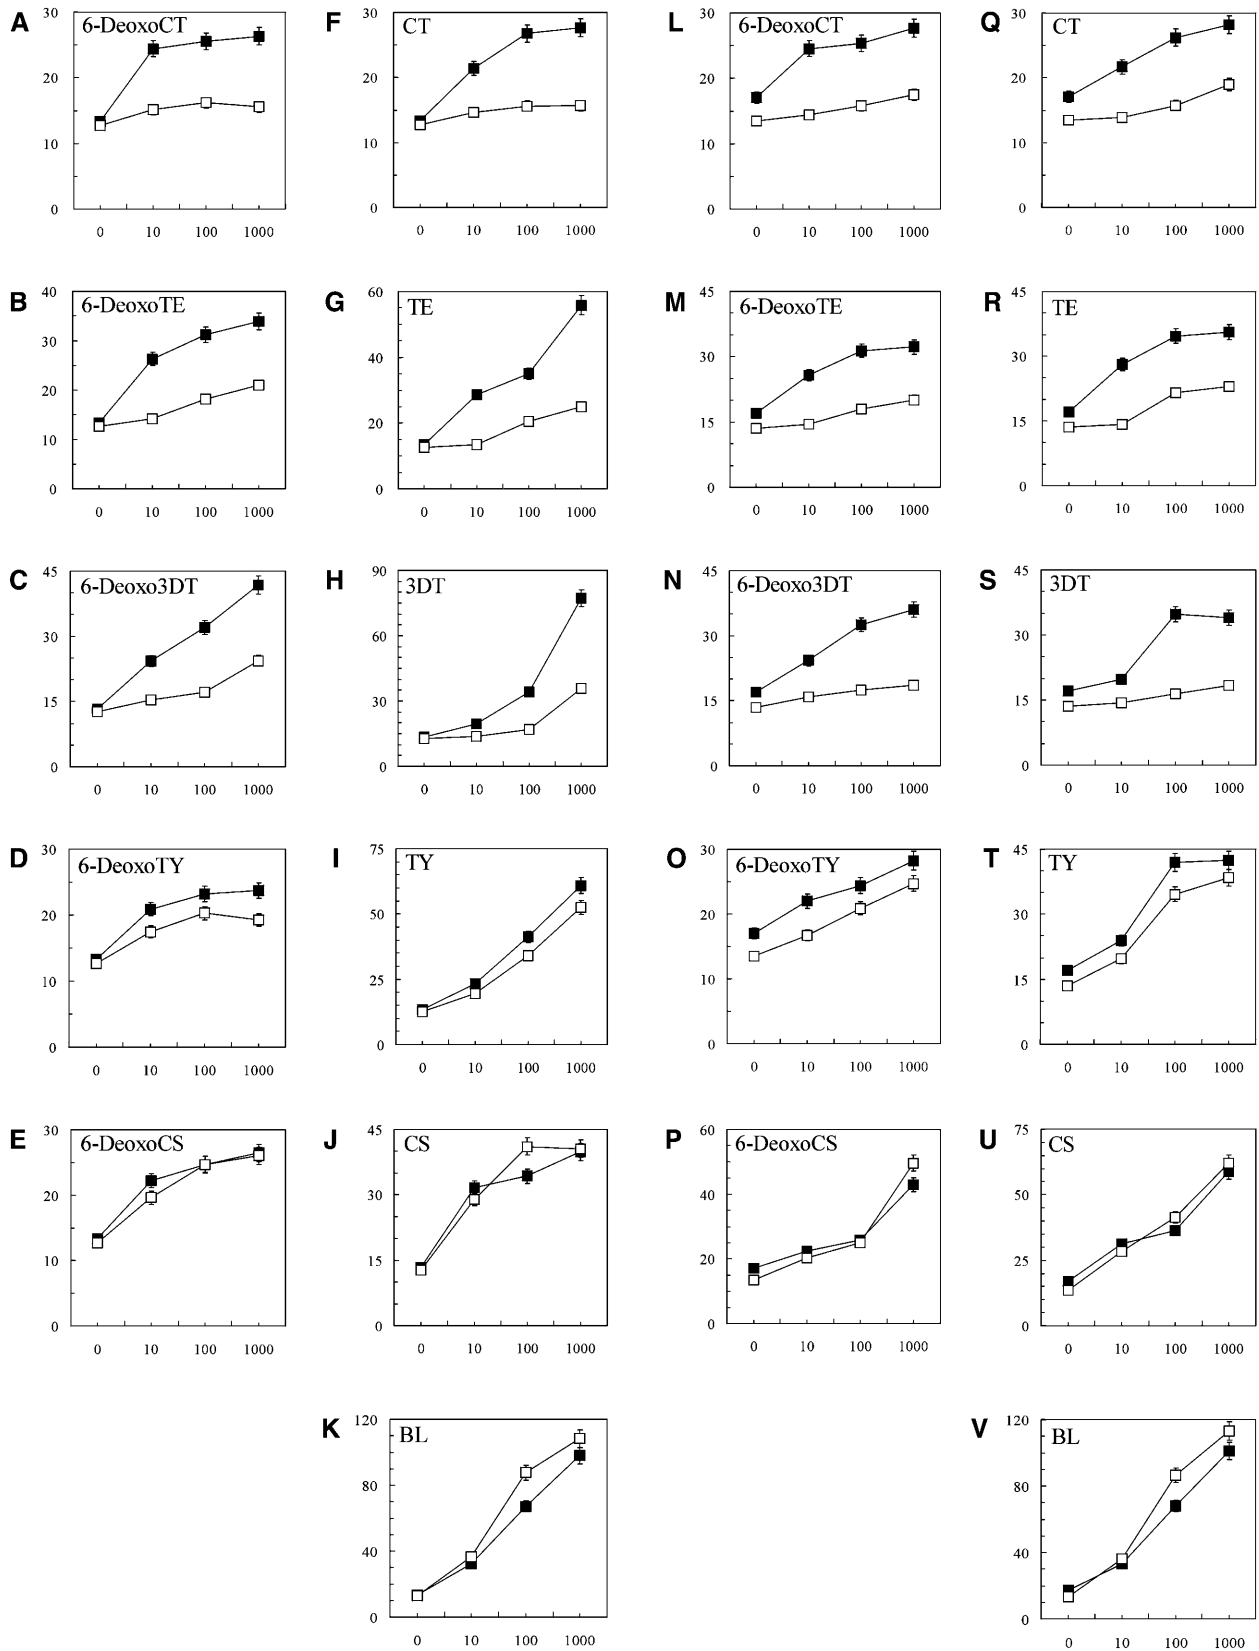 A 6-DeoxoCT
30
20
10
0
0 10 100 1000
F CT
30
20
10
0
0 10 100 1000
L 6-DeoxoCT
30
20
10
0
0 10 100 1000
Q CT
30
20
10
0
0 10 100 1000
B 6-DeoxoTE
40
30
20
10
0
0 10 100 1000
G TE
60
40
20
0
0 10 100 1000
M 6-DeoxoTE
45
30
15
0
0 10 100 1000
R TE
45
30
15
0
0 10 100 1000
C 6-Deoxo3DT
45
30
15
0
0 10 100 1000
H 3DT
90
60
30
0
0 10 100 1000
N 6-Deoxo3DT
45
30
15
0
0 10 100 1000
S 3DT
45
30
15
0
0 10 100 1000
D 6-DeoxoTY
30
20
10
0
0 10 100 1000
I TY
75
50
25
0
0 10 100 1000
O 6-DeoxoTY
30
20
10
0
0 10 100 1000
T TY
45
30
15
0
0 10 100 1000
E 6-DeoxoCS
30
20
10
0
0 10 100 1000
J CS
45
30
15
0
0 10 100 1000
P 6-DeoxoCS
60
40
20
0
0 10 100 1000
U CS
75
50
25
0
0 10 100 1000
K BL
120
80
40
0
0 10 100 1000
V BL
120
80
40
0
0 10 100 1000